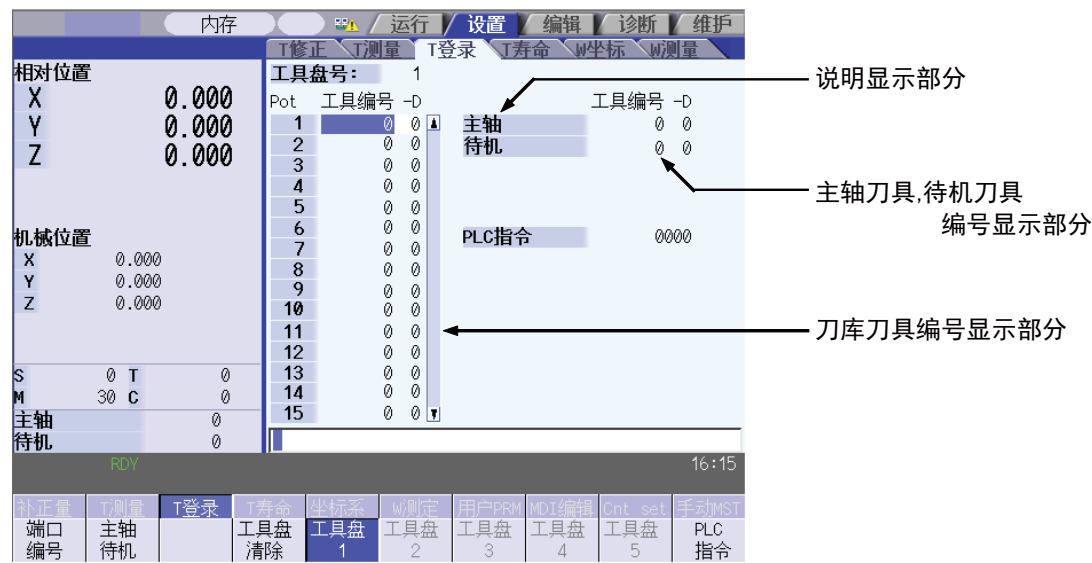 内存 运行 设置 编辑 诊断 维护
T修正 T测量 T登录 T寿命 W坐标 W测量
相对位置
X 0.000
Y 0.000
Z 0.000
机械位置
X 0.000
Y 0.000
Z 0.000
S 0 T 0
M 30 C 0
主轴 0
待机 0
工具盘号: 1
Pot 工具编号 -D
1 0 0
2 0 0
3 0 0
4 0 0
5 0 0
6 0 0
7 0 0
8 0 0
9 0 0
10 0 0
11 0 0
12 0 0
13 0 0
14 0 0
15 0 0
工具编号 -D
主轴 0 0
待机 0 0
PLC指令 0000
说明显示部分
主轴刀具,待机刀具
编号显示部分
刀库刀具编号显示部分
RDY 16:15
补正量 T测量 T登录 T寿命 坐标系 W测定 用户PRM MDI编辑 Cnt set 手动MST
端口 主轴 工具盘 工具盘 工具盘 工具盘 工具盘 工具盘 PLC
编号 待机 清除 1 2 3 4 5 指令